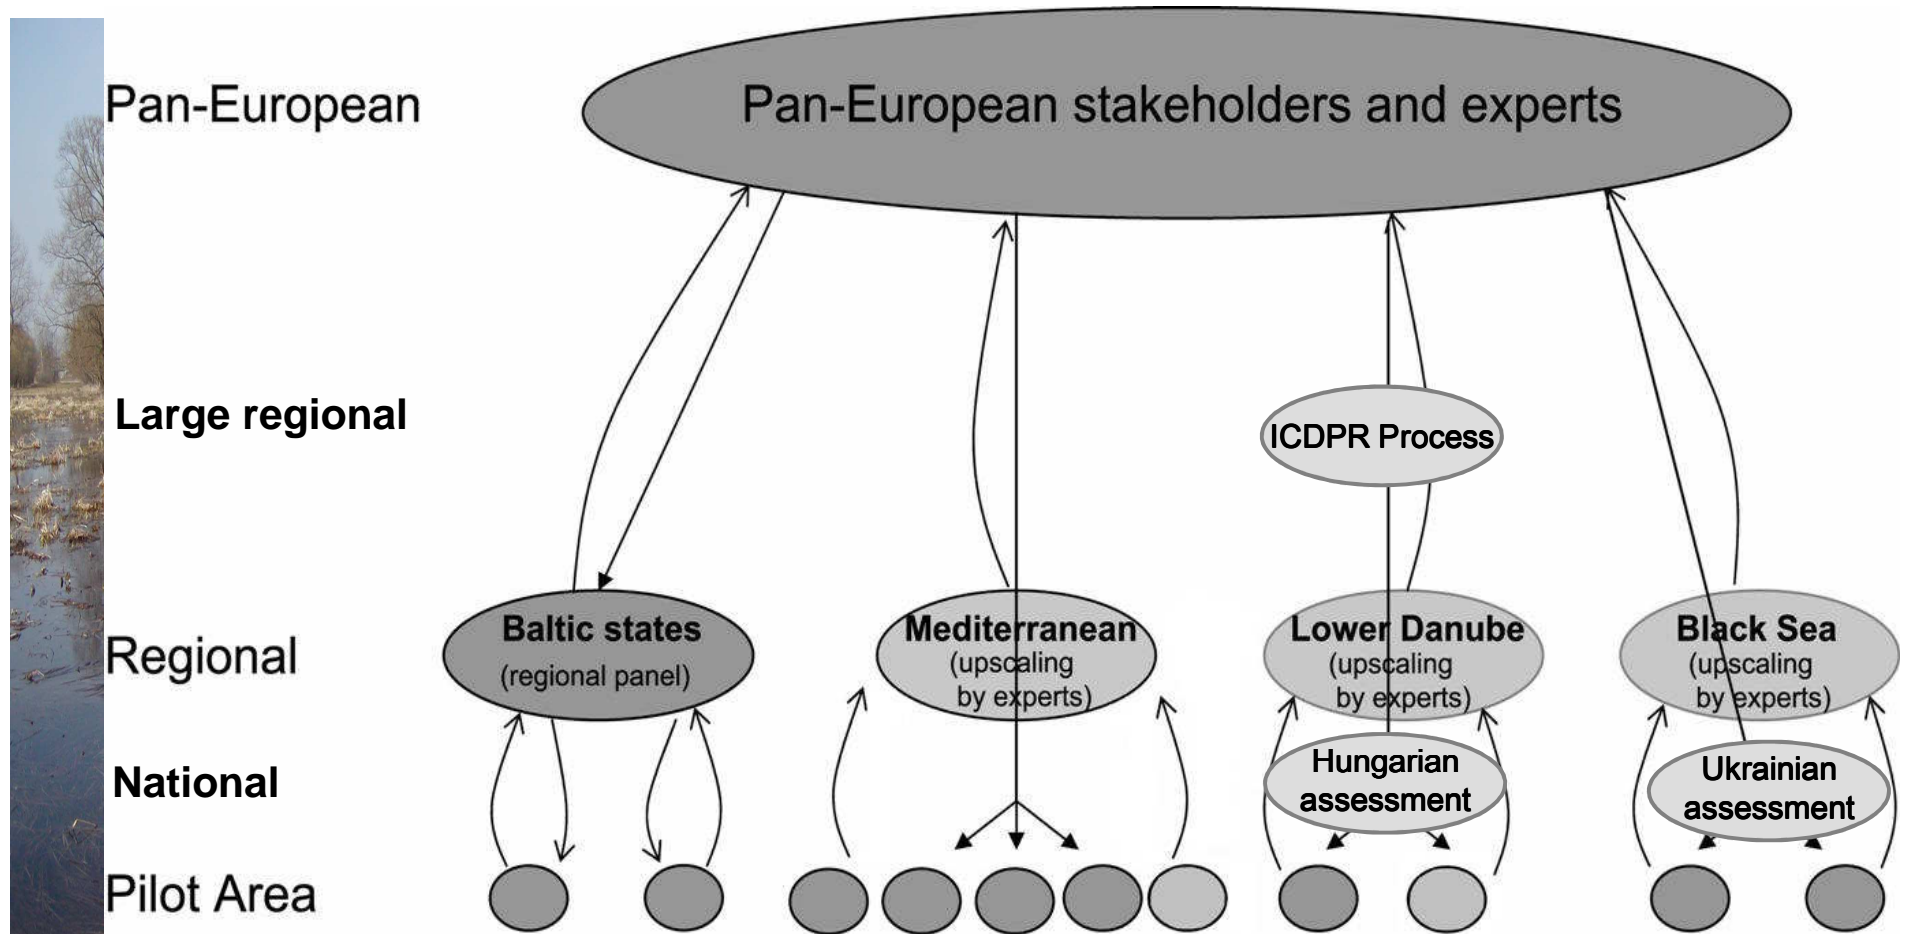 Pan-European
Pan-European stakeholders and experts
Large regional
ICDPR Process
Regional
Baltic states
(regional panel)
Mediterranean
(upscaling
by experts)
Lower Danube
(upscaling
by experts)
Black Sea
(upscaling
by experts)
National
Hungarian
assessment
Ukrainian
assessment
Pilot Area